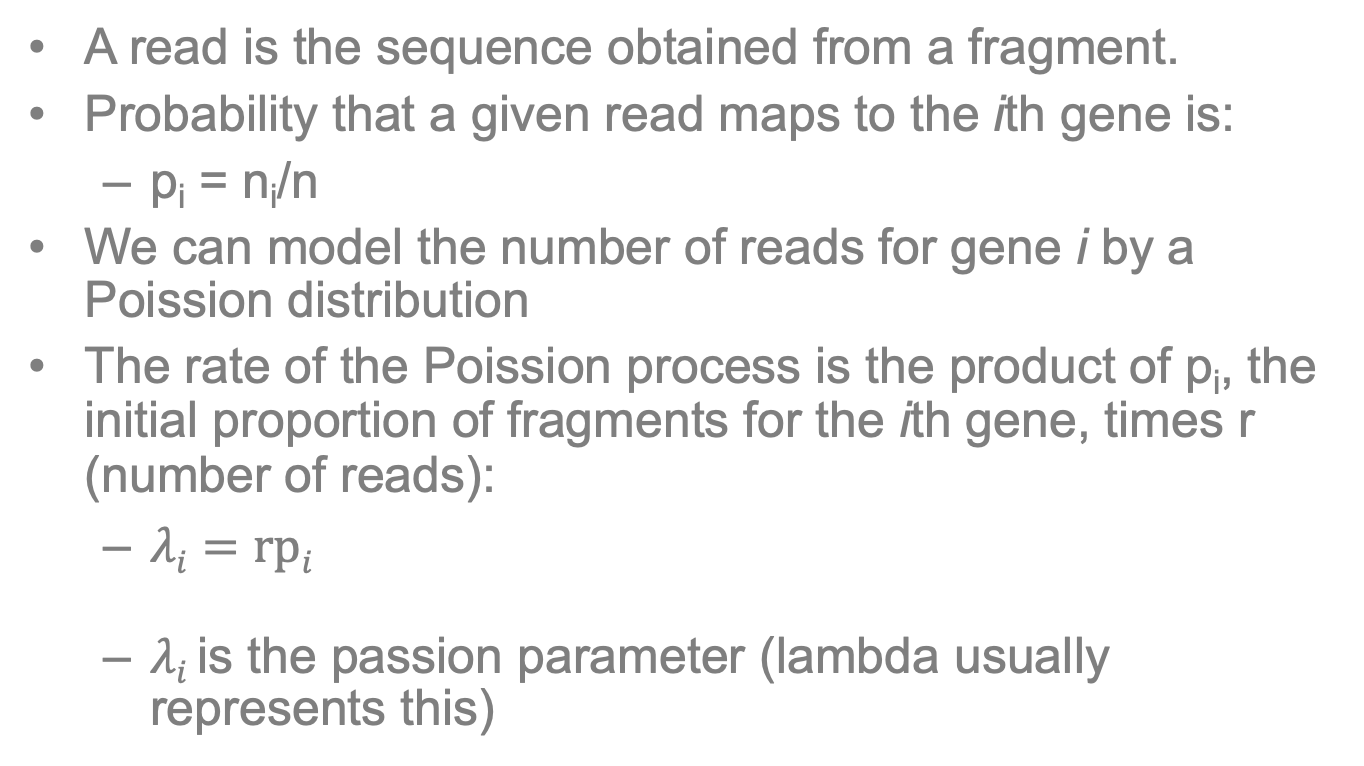 • A read is the sequence obtained from a fragment.
• Probability that a given read maps to the ith gene is:
– pᵢ = nᵢ/n
• We can model the number of reads for gene i by a
Poission distribution
• The rate of the Poission process is the product of pᵢ, the
initial proportion of fragments for the ith gene, times r
(number of reads):
– λᵢ = rpᵢ
– λᵢ is the passion parameter (lambda usually
represents this)